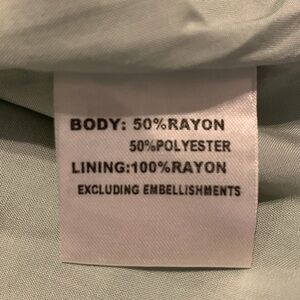 BODY: 50%RAYON
50%POLYESTER
LINING:100%RAYON
EXCLUDING EMBELLISHMENTS